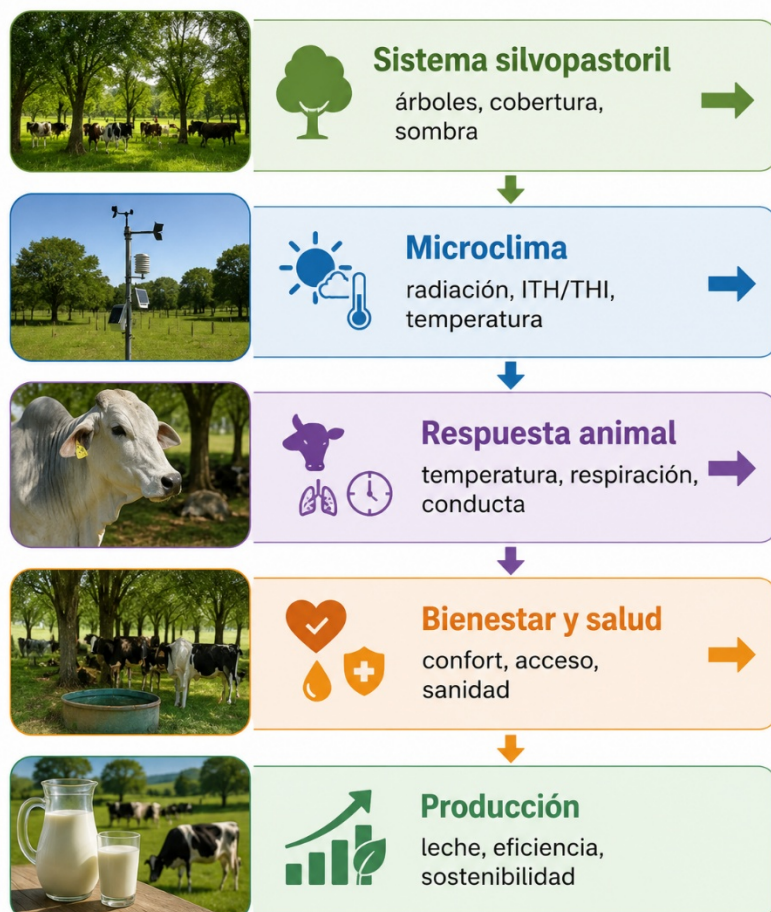 Sistema silvopastoril
árboles, cobertura,
sombra
Microclima
radiación, ITH/THI,
temperatura
Respuesta animal
temperatura, respiración,
conducta
Bienestar y salud
confort, acceso,
sanidad
Producción
leche, eficiencia,
sostenibilidad